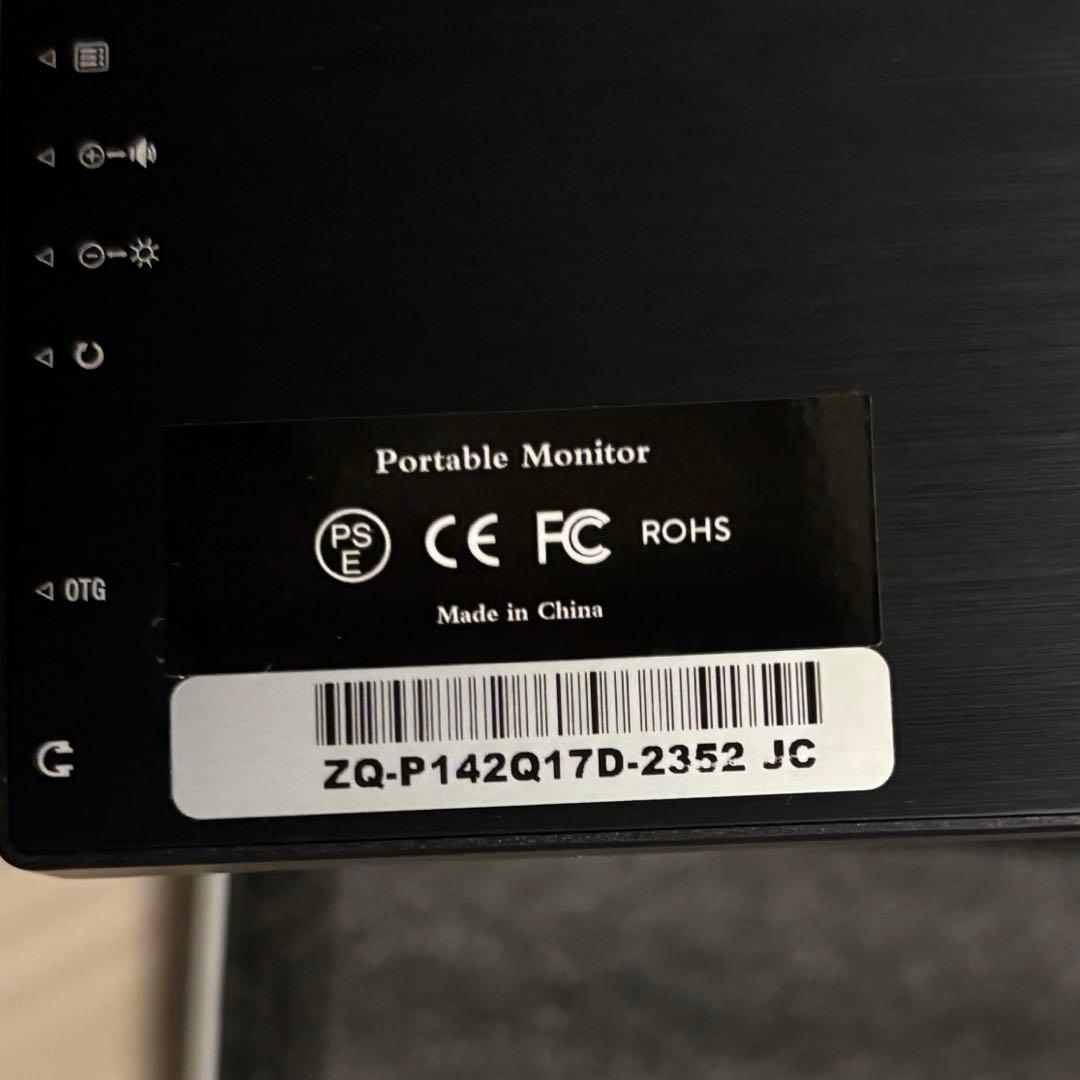 Portable Monitor
PS
E
CE FC ROHS
Made in China
OTG
ZQ-P142Q17D-2352 JC